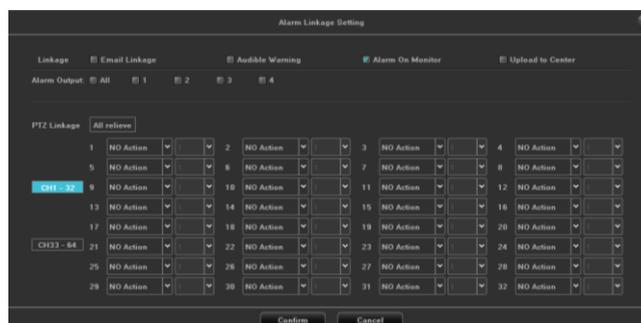 Alarm Linkage Setting
Linkage Email Linkage Audible Warning Alarm On Monitor Upload to Center
Alarm Output All 1 2 3 4
PTZ Linkage All relieve
1 NO Action 2 NO Action 3 NO Action 4 NO Action
5 NO Action 6 NO Action 7 NO Action 8 NO Action
CH1 - 32 9 NO Action 10 NO Action 11 NO Action 12 NO Action
13 NO Action 14 NO Action 15 NO Action 16 NO Action
17 NO Action 18 NO Action 19 NO Action 20 NO Action
CH33 - 64 21 NO Action 22 NO Action 23 NO Action 24 NO Action
25 NO Action 26 NO Action 27 NO Action 28 NO Action
29 NO Action 30 NO Action 31 NO Action 32 NO Action
Confirm Cancel